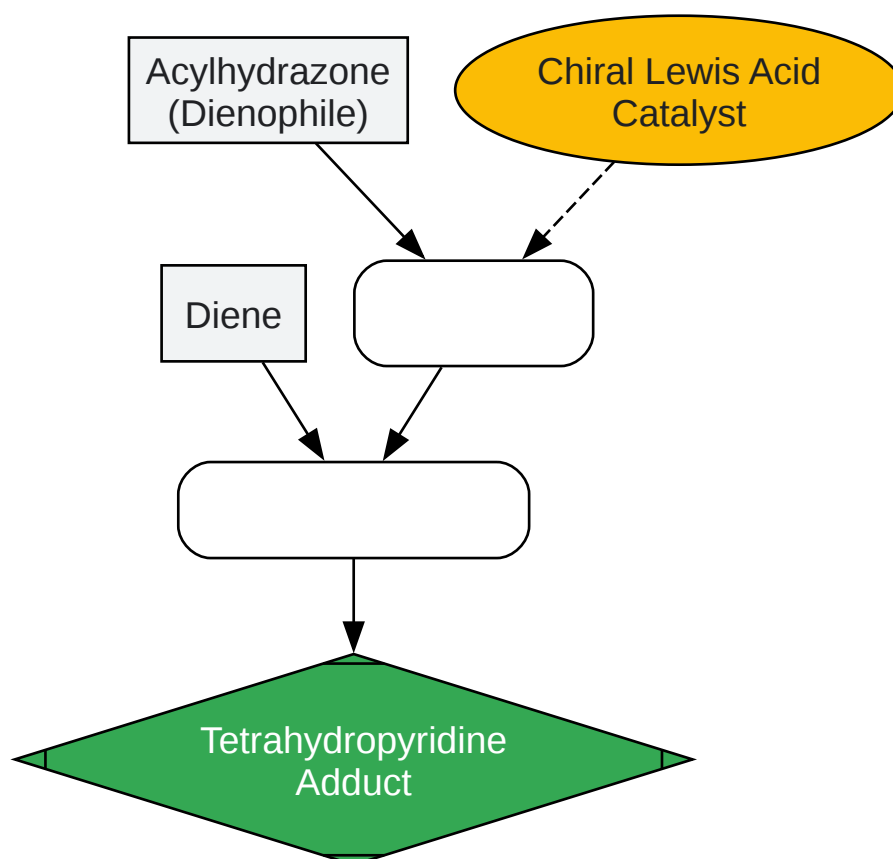 Acylhydrazone
(Dienophile)
Chiral Lewis Acid
Catalyst
Diene
Tetrahydropyridine
Adduct